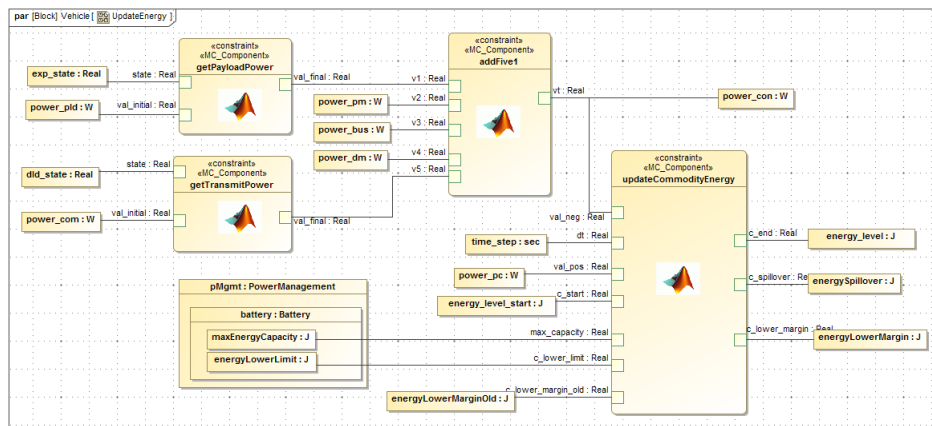 par [Block] Vehicle [ UpdateEnergy ]
«constraint»
«MC_Component»
getPayloadPower
exp_state : Real
state : Real
power_pld : W
val_initial : Real
val_final : Real
«constraint»
«MC_Component»
addFive1
v1 : Real
power_pm : W
v2 : Real
power_bus : W
v3 : Real
power_dm : W
v4 : Real
v5 : Real
vt : Real
power_con : W
«constraint»
«MC_Component»
getTransmitPower
state : Real
dld_state : Real
val_initial : Real
power_com : W
val_final : Real
«constraint»
«MC_Component»
updateCommodityEnergy
val_neg : Real
time_step : sec
dt : Real
power_pc : W
val_pos : Real
energy_level_start : J
c_start : Real
max_capacity : Real
c_lower_limit : Real
c_lower_margin_old : Real
energyLowerMarginOld : J
c_end : Real
energy_level : J
c_spillover : Re
energySpillover : J
c_lower_margin : Real
energyLowerMargin : J
pMgmt : PowerManagement
battery : Battery
maxEnergyCapacity : J
energyLowerLimit : J